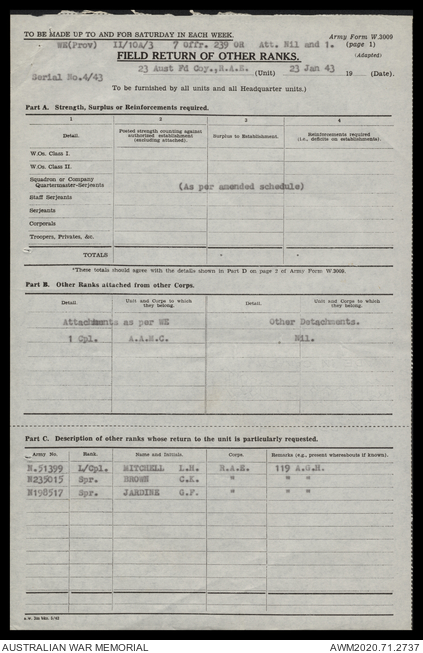 TO BE MADE UP TO AND FOR SATURDAY IN EACH WEEK.
Army Form W.3009
WE(Prov) II/10A/3 7 Offr. 239 OR Att. Nil and 1. (page 1)
FIELD RETURN OF OTHER RANKS. (Adapted)
23 Aust Fd Coy., R.A.E. (Unit) 23 Jan 43 19 (Date).
Serial No.4/43
To be furnished by all units and all Headquarter units.)
Part A. Strength, Surplus or Reinforcements required.
1 2 3 4
Detail. Posted strength counting against authorized establishment (excluding attached). Surplus to Establishment. Reinforcements required (i.e., deficits on establishments).
W.Os. Class I.
W.Os. Class II.
Squadron or Company
Quartermaster-Serjeants (As per amended schedule)
Staff Serjeants
Serjeants
Corporals
Troopers, Privates, &c.
TOTALS * *
*These totals should agree with the details shown in Part D on page 2 of Army Form W.3009.
Part B. Other Ranks attached from other Corps.
Detail. Unit and Corps to which they belong. Detail. Unit and Corps to which they belong.
Attachments as per WE Other Detachments.
1 Cpl. A.A.M.C. Nil.
Part C. Description of other ranks whose return to the unit is particularly requested.
Army No. Rank. Name and Initials. Corps. Remarks (e.g., present whereabouts if known).
N.51399 L/Cpl. MITCHELL L.H. R.A.E. 119 A.G.H.
N235015 Spr. BROWN C.K. " " "
N198517 Spr. JARDINE G.F. " " "
AUSTRALIAN WAR MEMORIAL AWM2020.71.2737